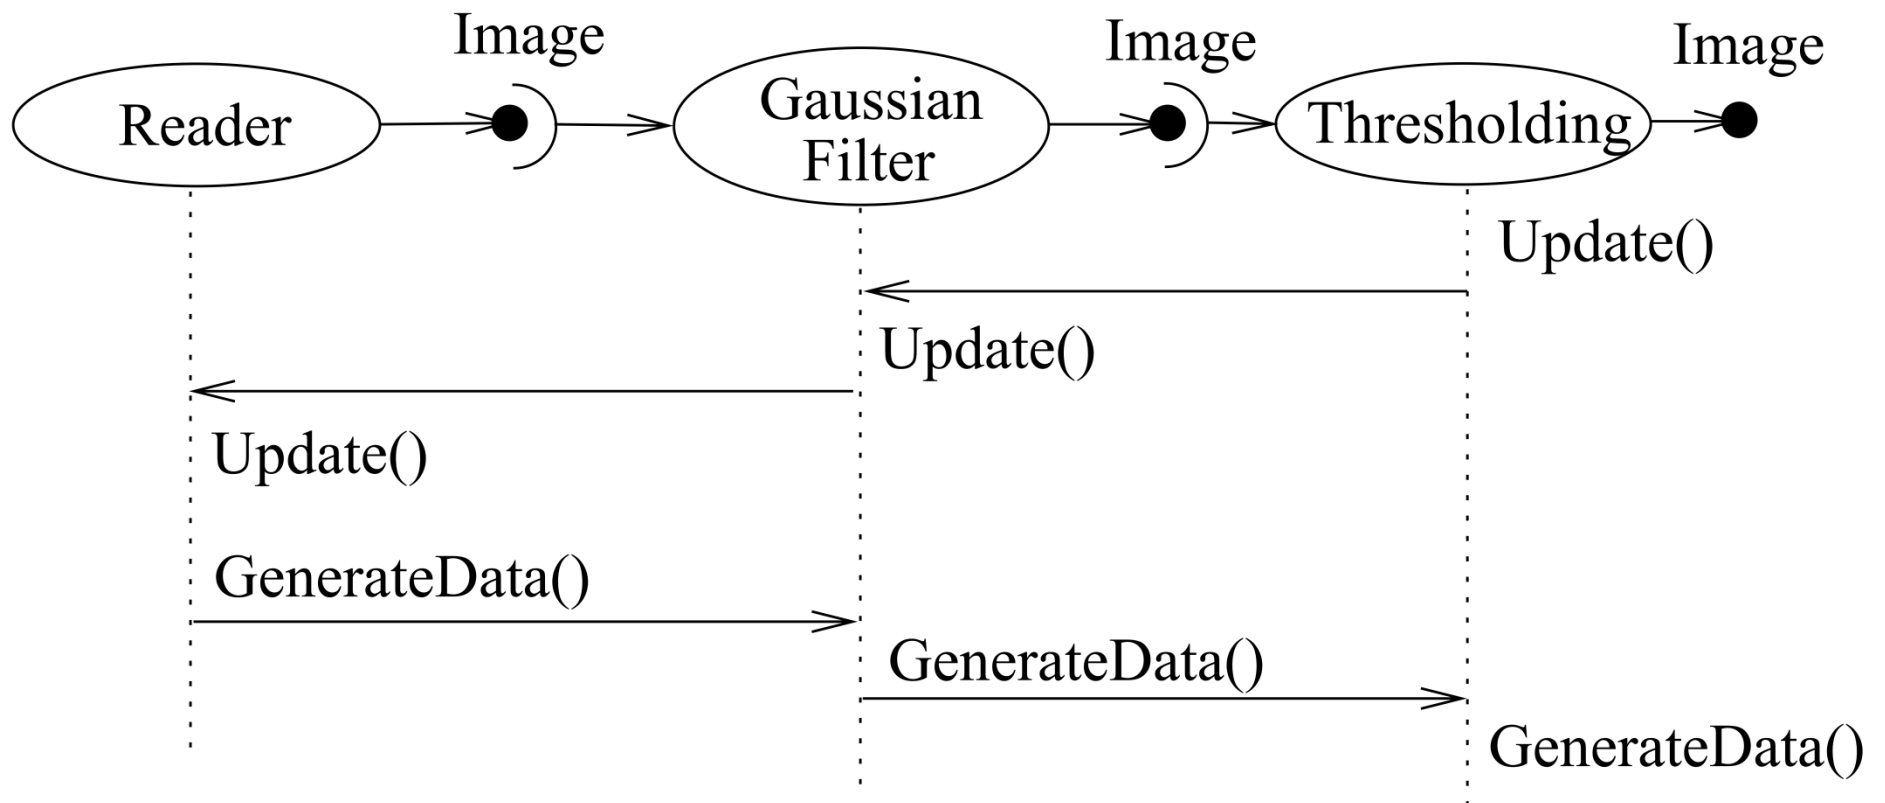 Image
Image
Image
Reader
Gaussian
Filter
Thresholding
Update()
Update()
Update()
GenerateData()
GenerateData()
GenerateData()